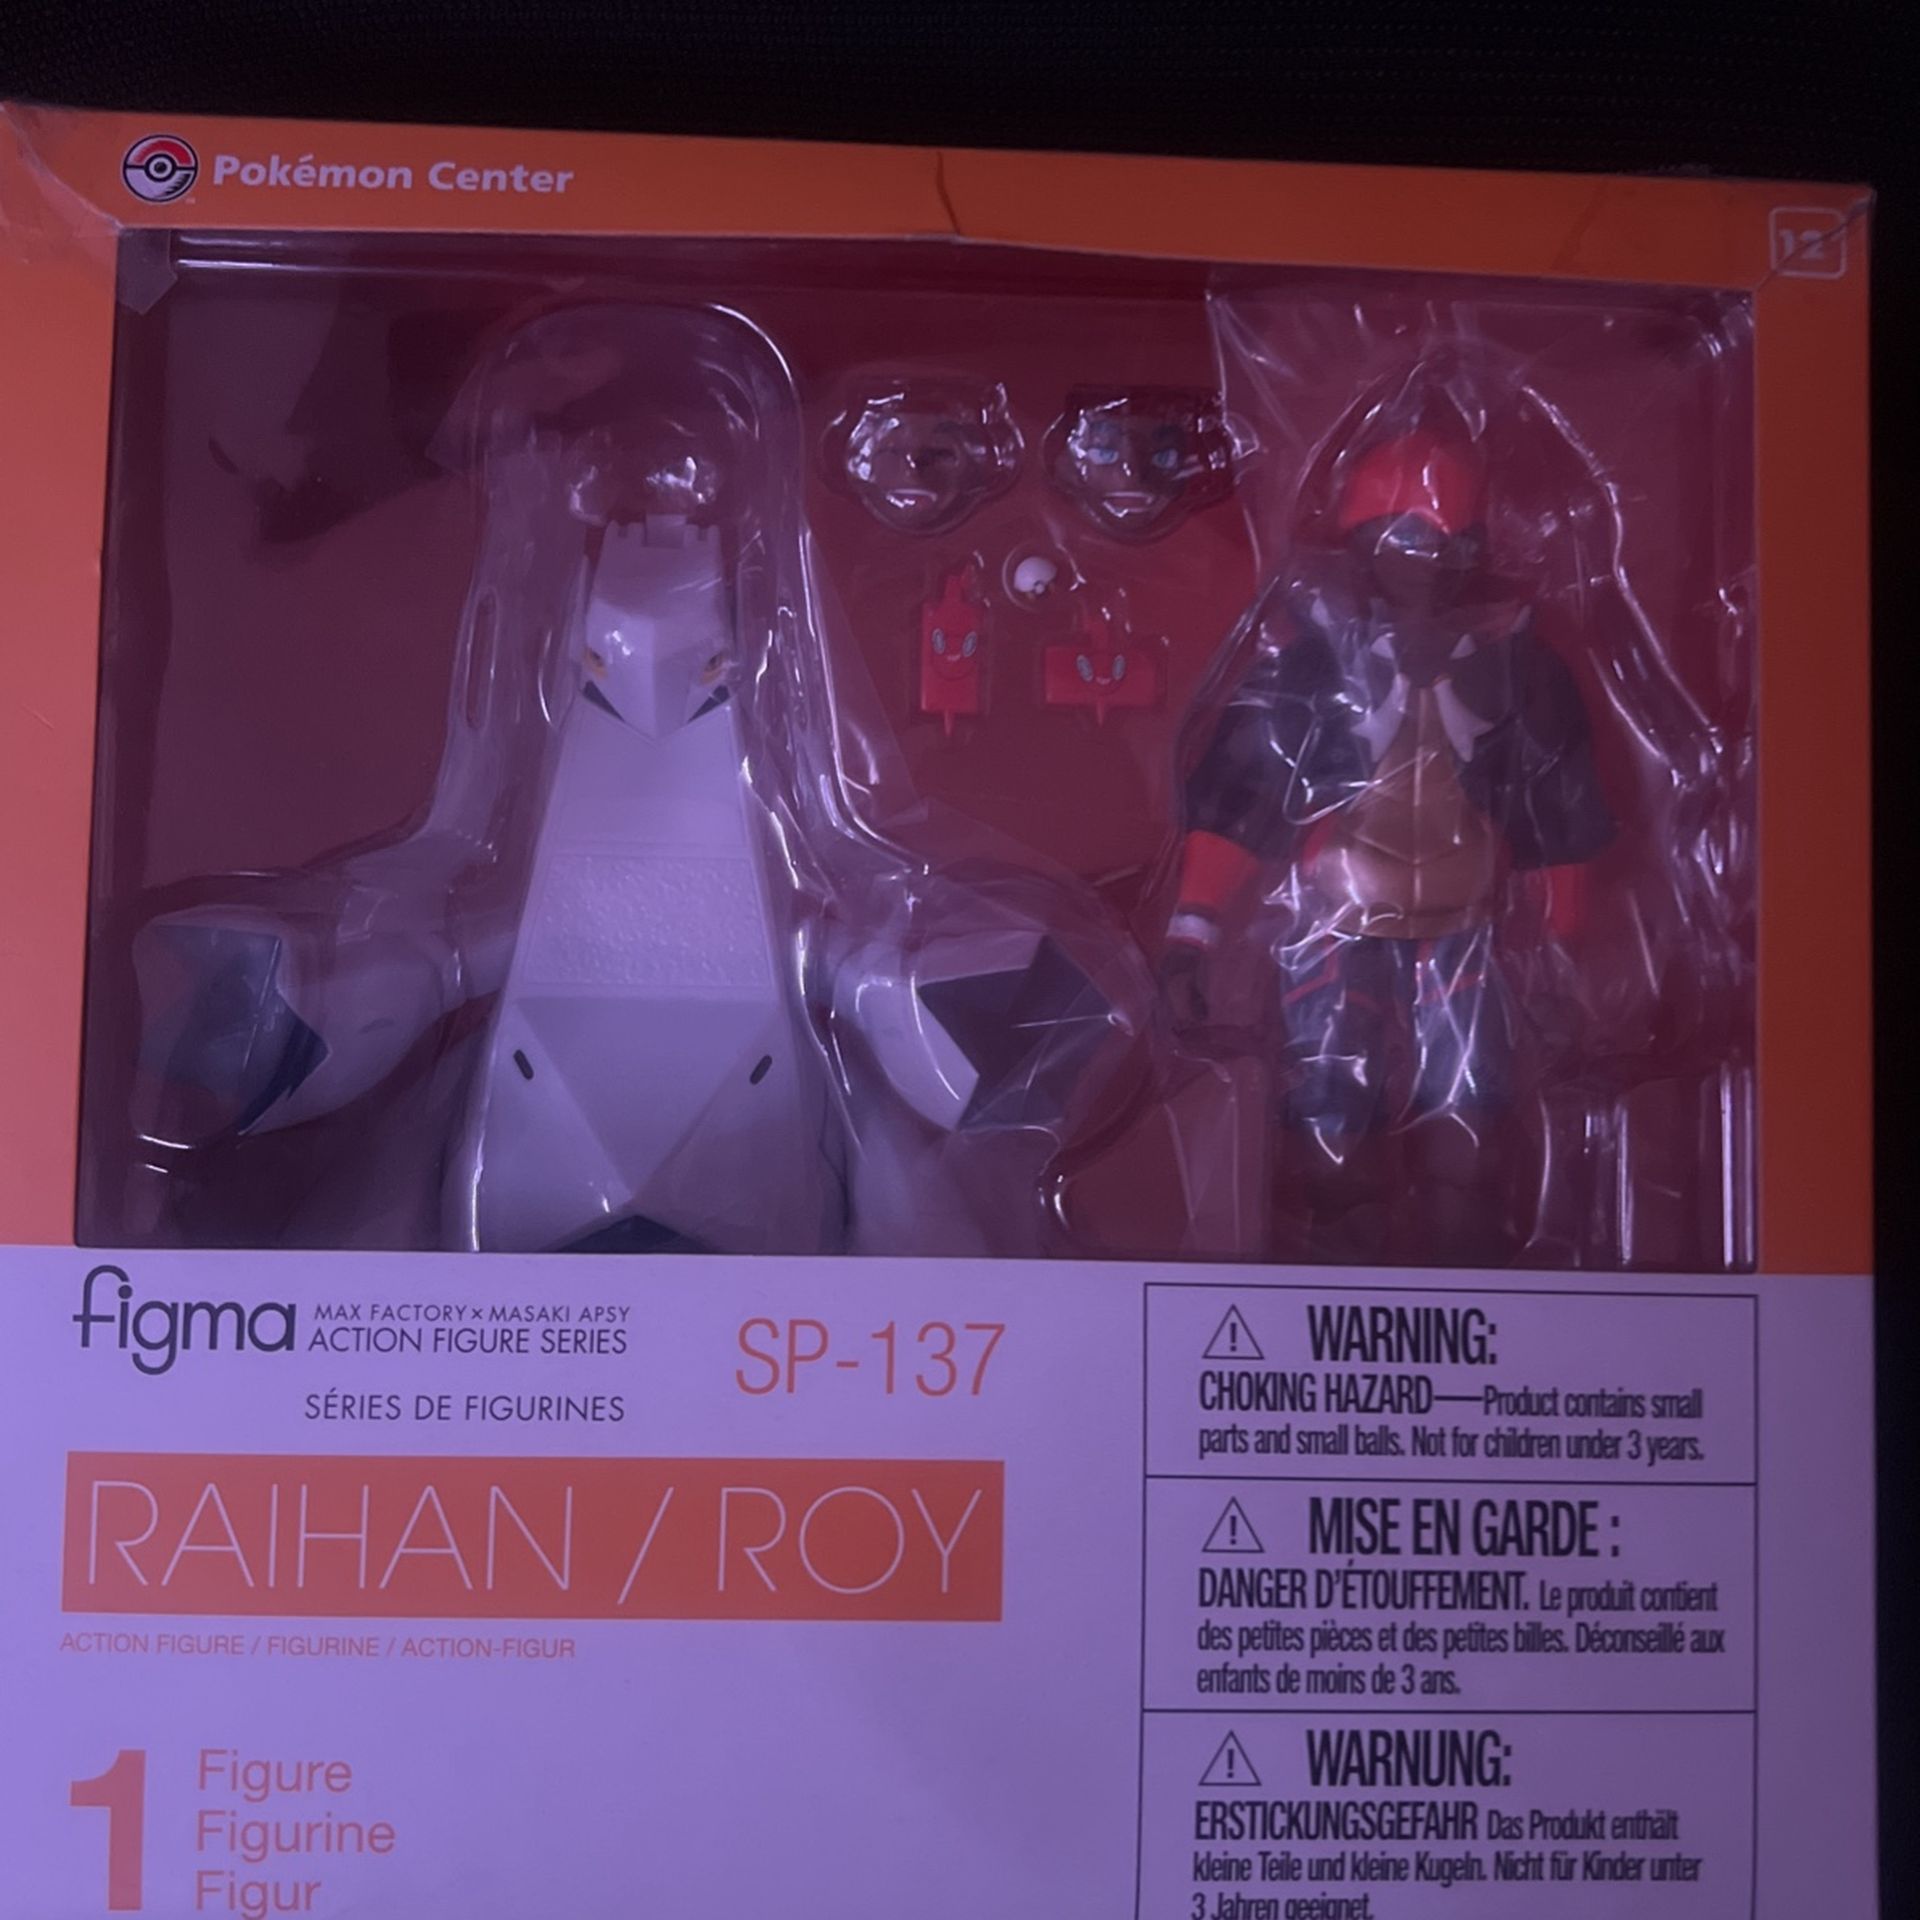 Pokémon Center
12
figma MAX FACTORY×MASAKI APSY
ACTION FIGURE SERIES
SÉRIES DE FIGURINES
SP-137
RAIHAN / ROY
ACTION FIGURE / FIGURINE / ACTION-FIGUR
1 Figure
Figurine
Figur
WARNING:
CHOKING HAZARD—Product contains small
parts and small balls. Not for children under 3 years.
MISE EN GARDE :
DANGER D'ÉTOUFFEMENT. Le produit contient
des petites pièces et des petites billes. Déconseillé aux
enfants de moins de 3 ans.
WARNUNG:
ERSTICKUNGSGEFAHR Das Produkt enthält
kleine Teile und kleine Kugeln. Nicht für Kinder unter
3 Jahren geeignet.